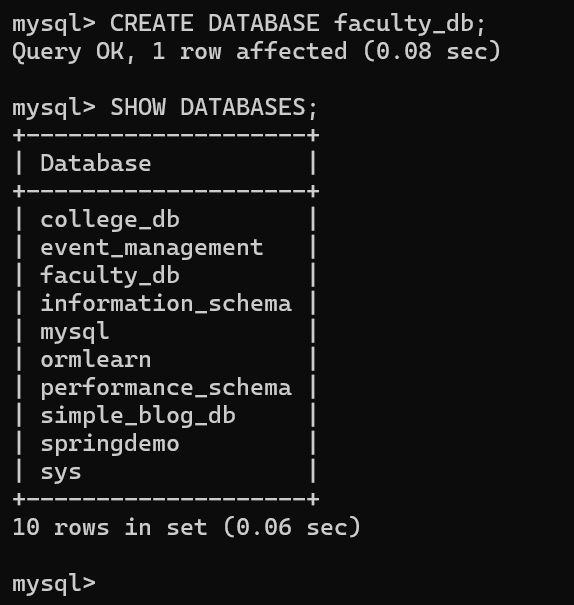 mysql> CREATE DATABASE faculty_db;
Query OK, 1 row affected (0.08 sec)
mysql> SHOW DATABASES;
+--------------------+
| Database           |
+--------------------+
| college_db         |
| event_management   |
| faculty_db         |
| information_schema |
| mysql              |
| ormlearn           |
| performance_schema |
| simple_blog_db     |
| springdemo         |
| sys                |
+--------------------+
10 rows in set (0.06 sec)
mysql>